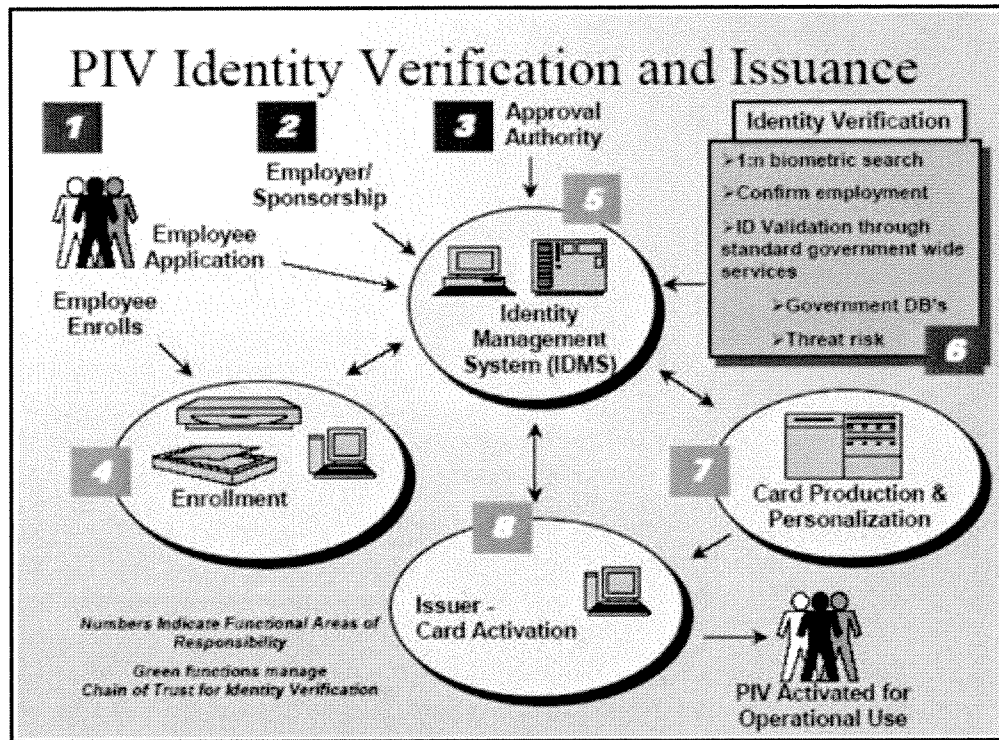 PIV Identity Verification and Issuance
1
2
3
Approval
Authority
Employer/
Sponsorship
Employee
Application
Employee
Enrolls
5
Identity
Management
System (IDMS)
Identity Verification
➢1:n biometric search
➢Confirm employment
➢ID Validation through
standard government wide
services
➢Government DB's
➢Threat risk
6
4
Enrollment
7
Card Production &
Personalization
8
Issuer -
Card Activation
Numbers Indicate Functional Areas of
Responsibility
Green functions manage
Chain of Trust for Identity Verification
PIV Activated for
Operational Use